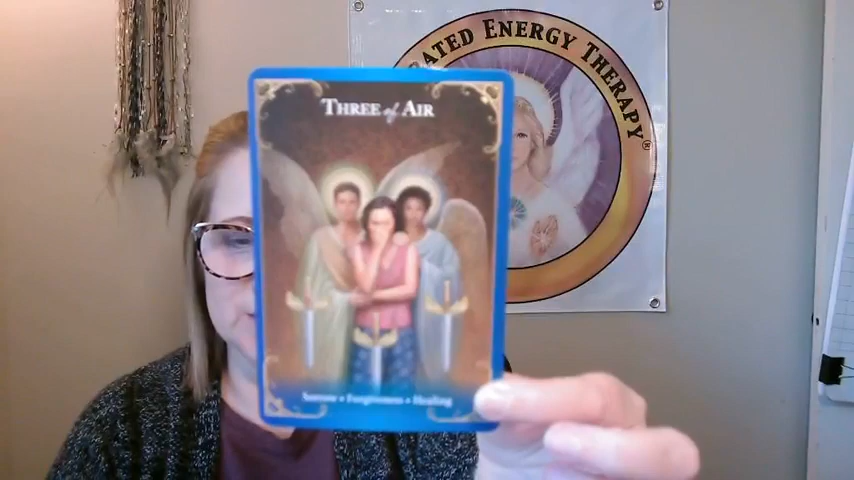 ATED ENERGY THERAPY®
THREE of AIR
Sorrow • Forgiveness • Healing